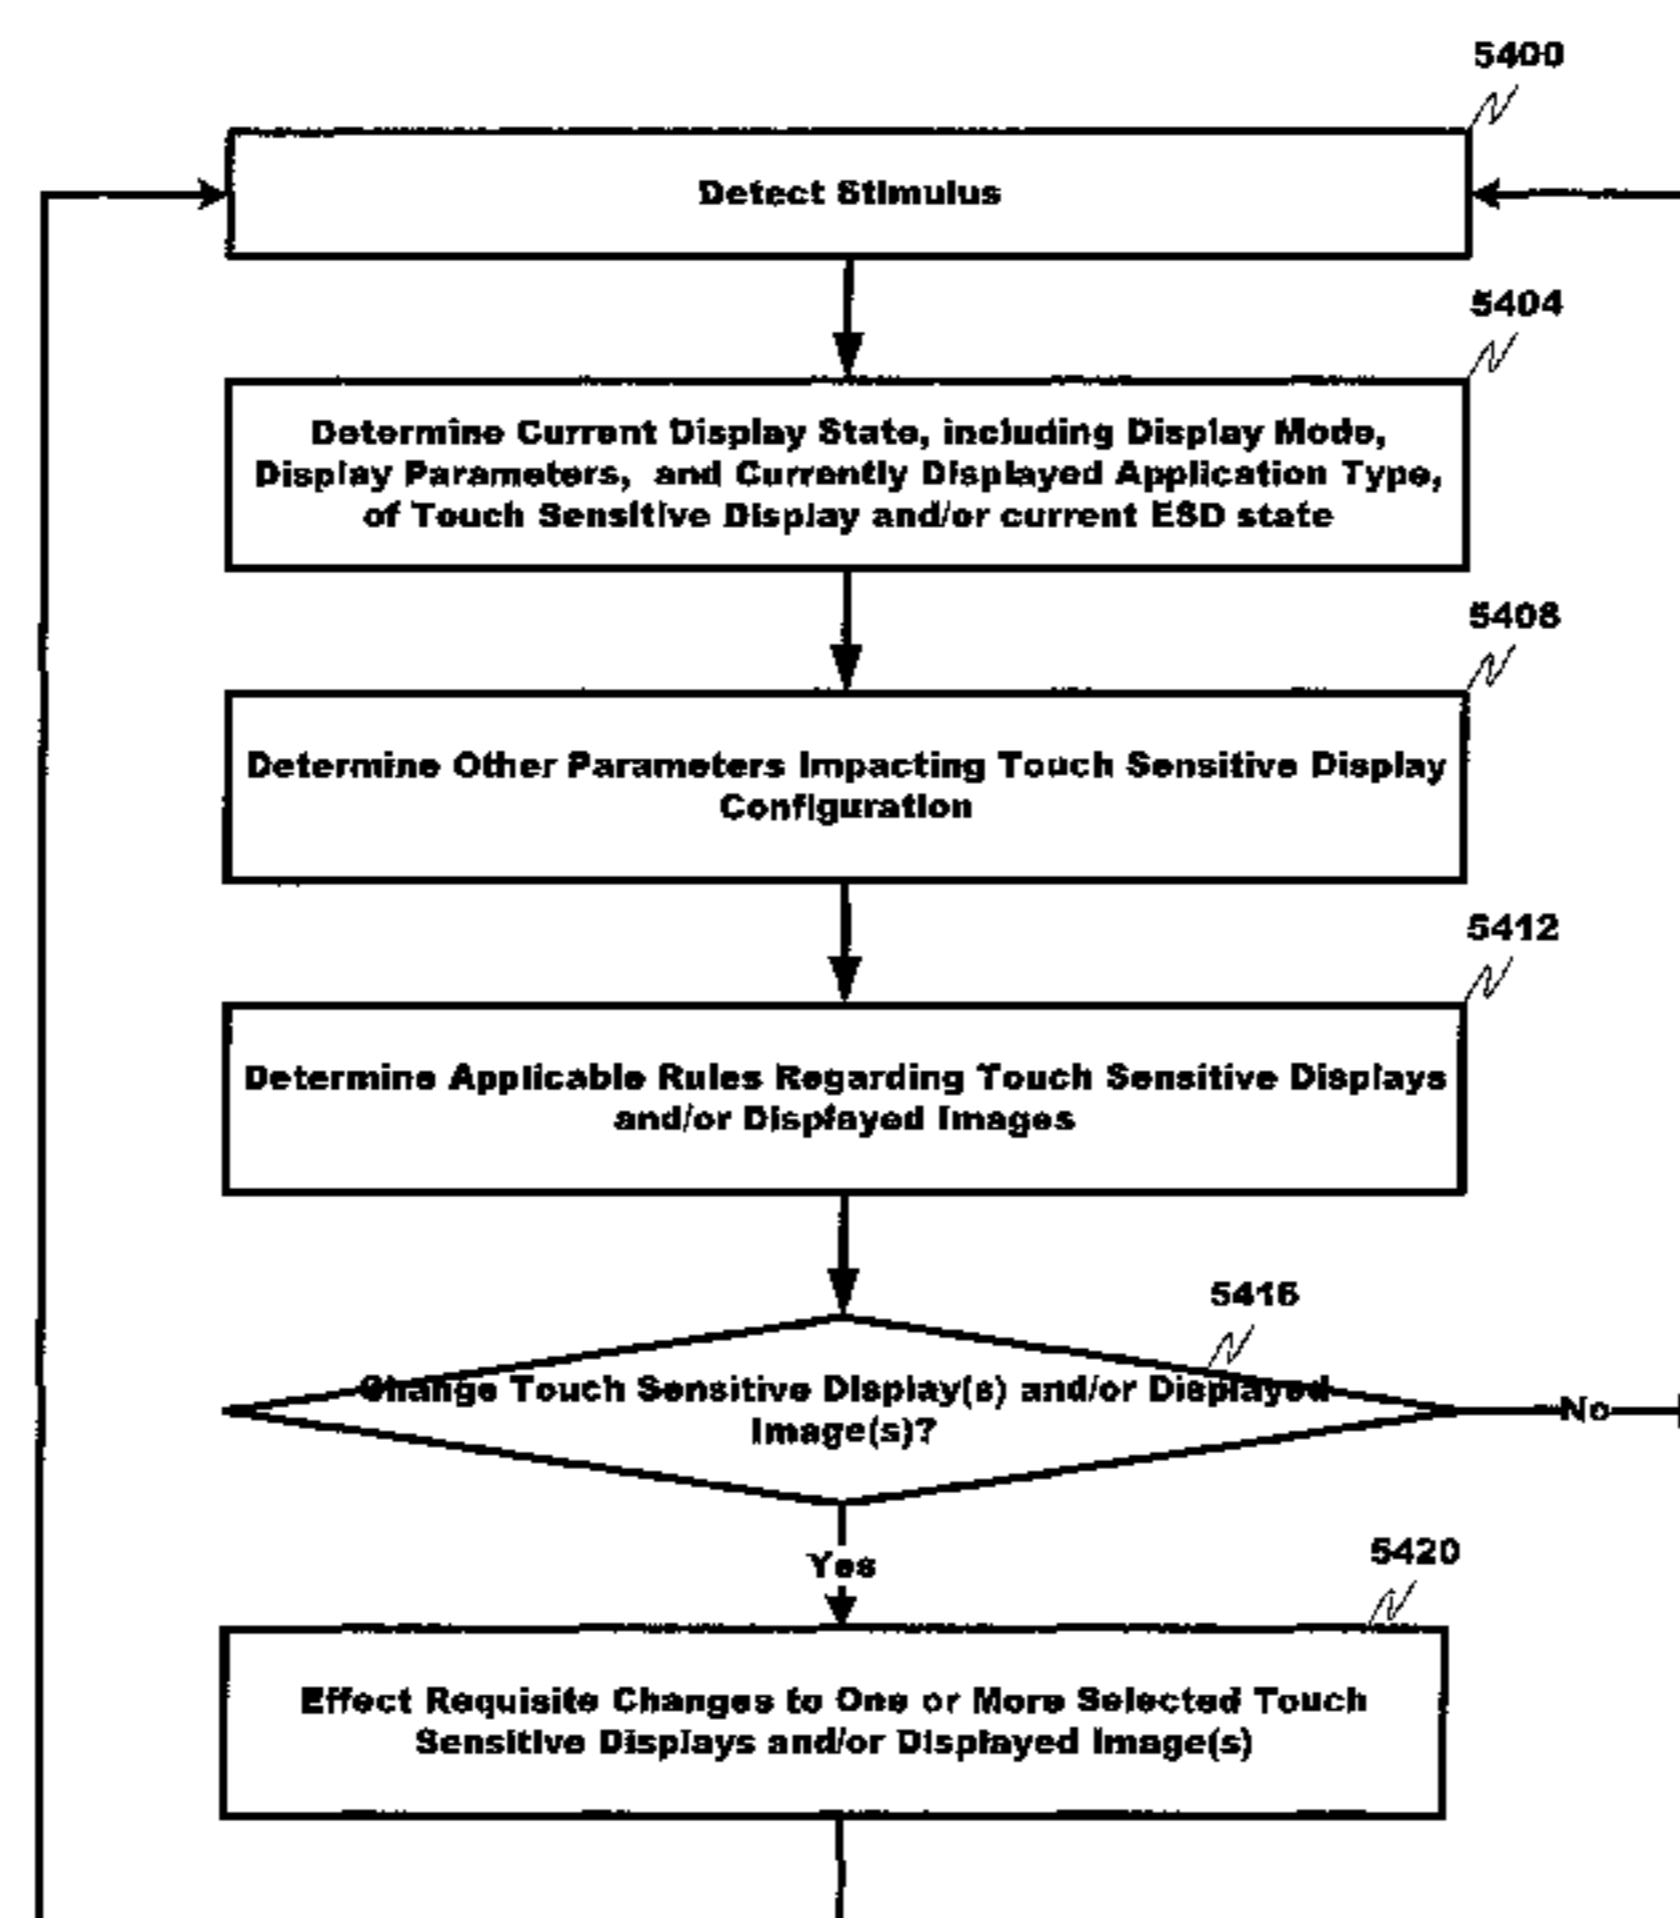 5400
Detect Stimulus
5404
Determine Current Display State, including Display Mode,
Display Parameters, and Currently Displayed Application Type,
of Touch Sensitive Display and/or current ESD state
5408
Determine Other Parameters Impacting Touch Sensitive Display
Configuration
5412
Determine Applicable Rules Regarding Touch Sensitive Displays
and/or Displayed Images
5416
Change Touch Sensitive Display(s) and/or Displayed
Image(s)?
No
Yes
5420
Effect Requisite Changes to One or More Selected Touch
Sensitive Displays and/or Displayed Image(s)